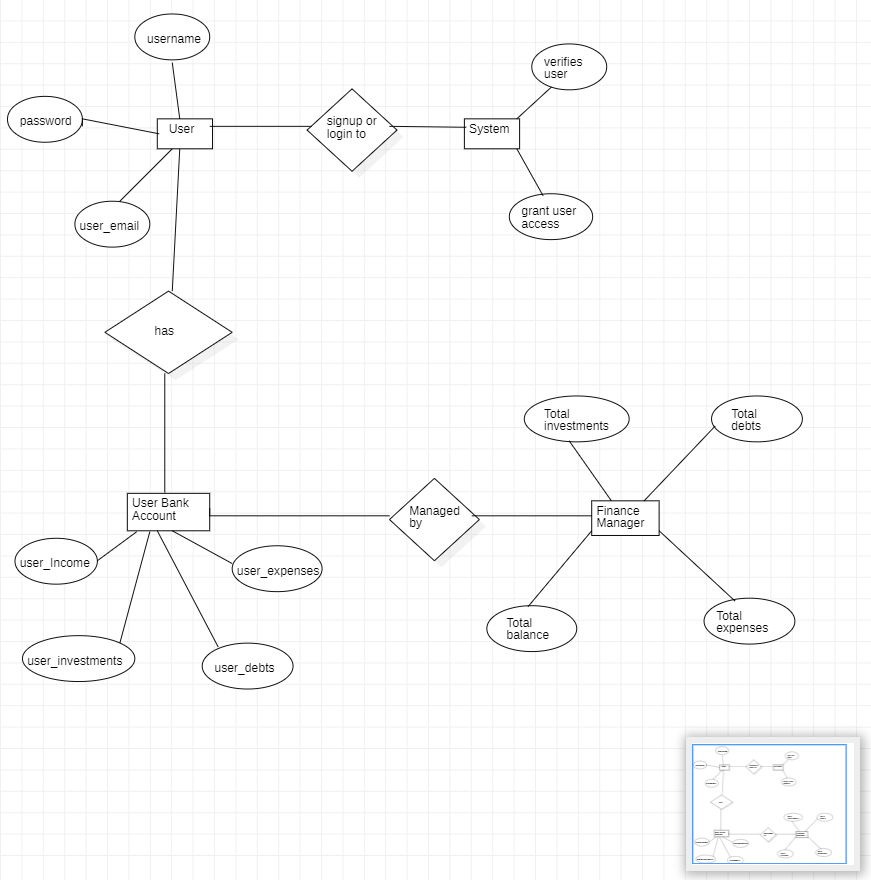 username
verifies
user
password
User
signup or
login to
System
user_email
grant user
access
has
Total
investments
Total
debts
User Bank
Account
Managed
by
Finance
Manager
user_Income
user_expenses
Total
balance
Total
expenses
user_investments
user_debts